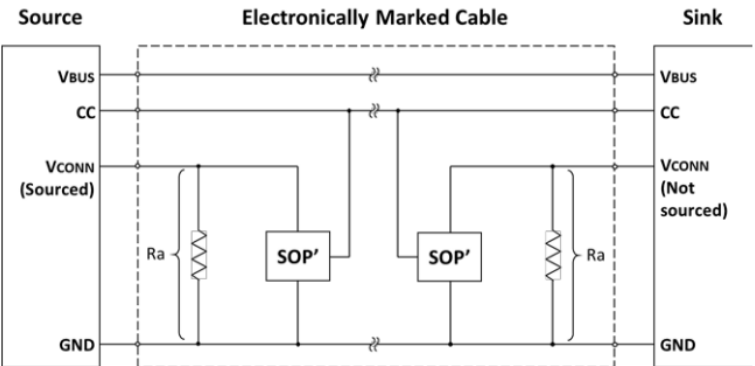 Source
Electronically Marked Cable
Sink
VBUS
VBUS
CC
CC
VCONN
(Sourced)
VCONN
(Not
sourced)
Ra
SOP'
SOP'
Ra
GND
GND